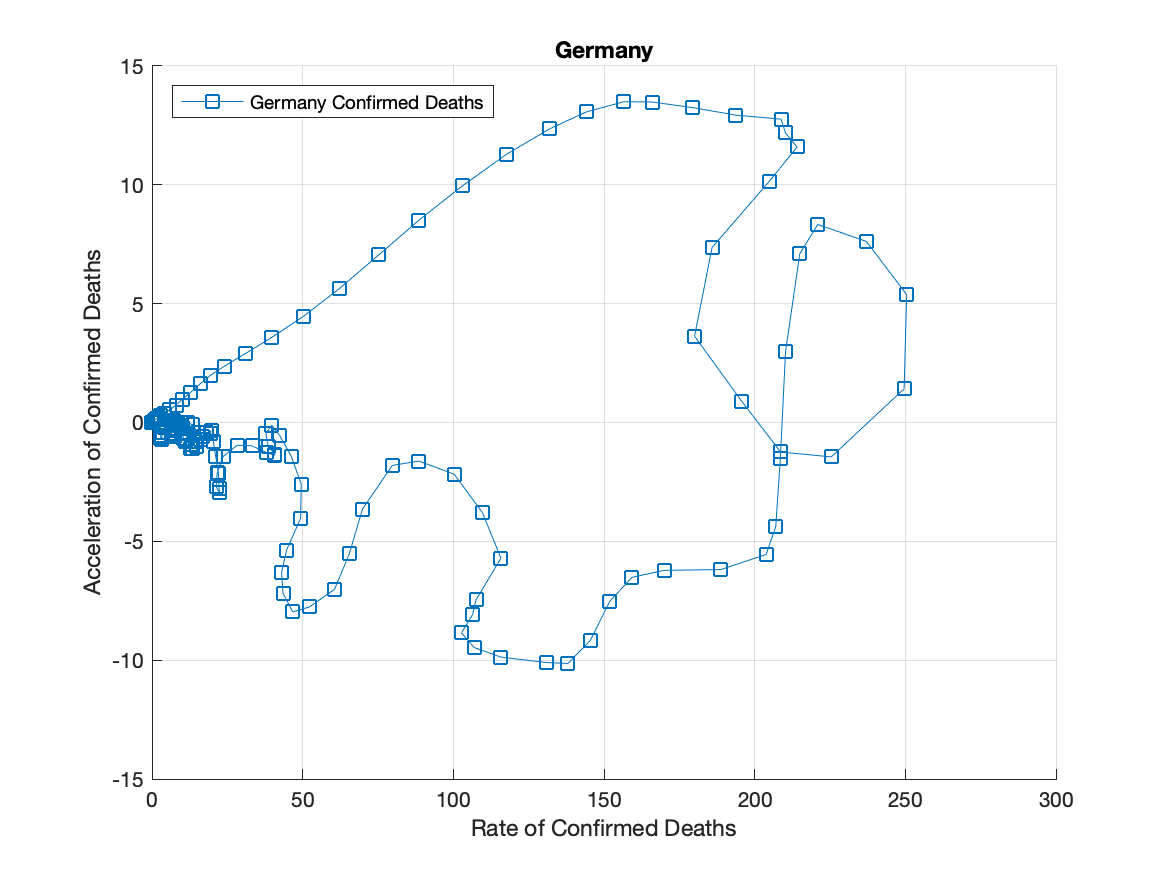 Germany
15
Germany Confirmed Deaths
10
5
0
-5
-10
-15
Acceleration of Confirmed Deaths
0 50 100 150 200 250 300
Rate of Confirmed Deaths